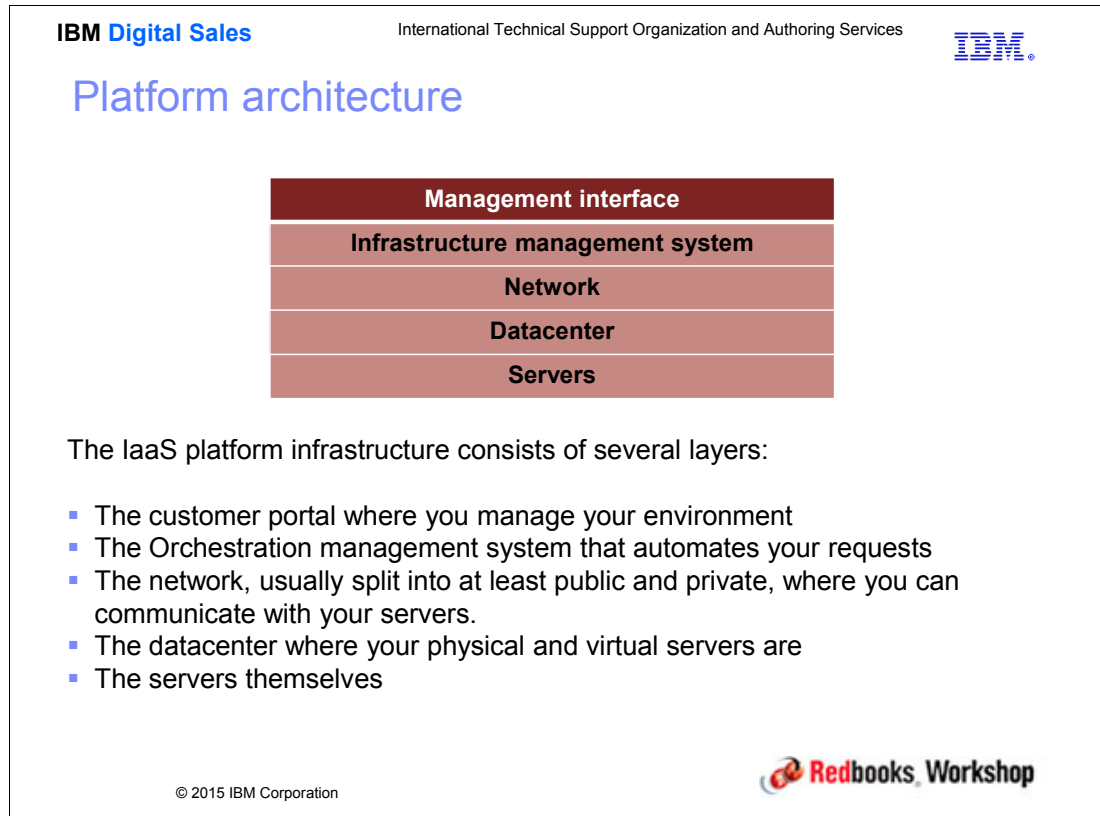 IBM Digital Sales
International Technical Support Organization and Authoring Services
IBM®
Platform architecture
Management interface
Infrastructure management system
Network
Datacenter
Servers
The IaaS platform infrastructure consists of several layers:
▪ The customer portal where you manage your environment
▪ The Orchestration management system that automates your requests
▪ The network, usually split into at least public and private, where you can
communicate with your servers.
▪ The datacenter where your physical and virtual servers are
▪ The servers themselves
© 2015 IBM Corporation
Redbooks Workshop